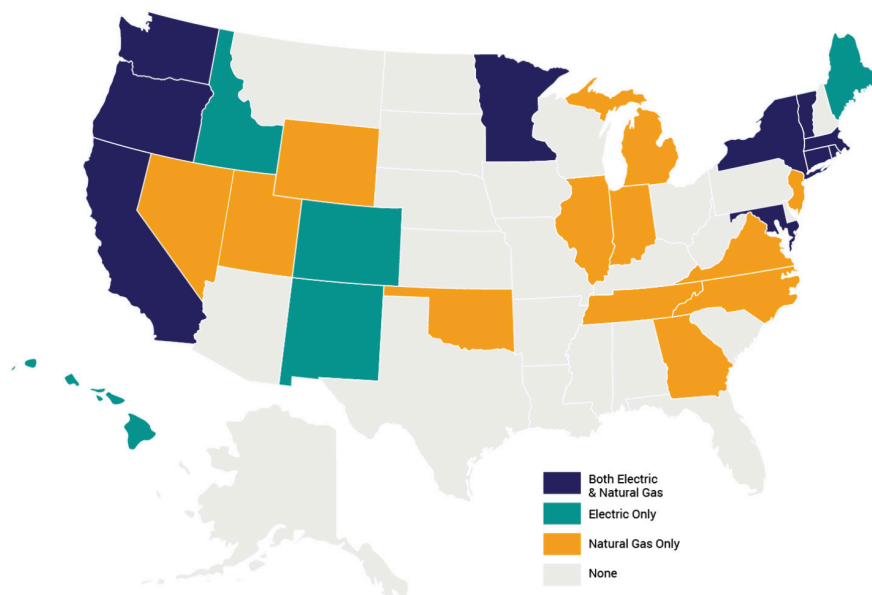 Both Electric
& Natural Gas
Electric Only
Natural Gas Only
None